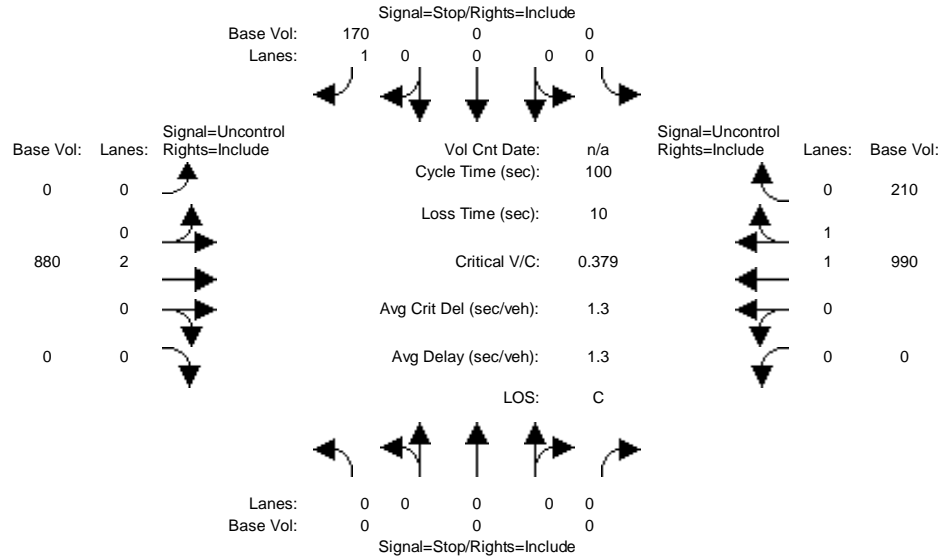 Signal=Stop/Rights=Include
Base Vol: 170 0 0
Lanes: 1 0 0 0 0
Signal=Uncontrol
Base Vol: Lanes: Rights=Include
0 0
0
880 2
0
0 0
Vol Cnt Date: n/a
Cycle Time (sec): 100
Loss Time (sec): 10
Critical V/C: 0.379
Avg Crit Del (sec/veh): 1.3
Avg Delay (sec/veh): 1.3
LOS: C
Signal=Uncontrol
Rights=Include Lanes: Base Vol:
0 210
1
1 990
0
0 0
Lanes: 0 0 0 0 0
Base Vol: 0 0 0
Signal=Stop/Rights=Include